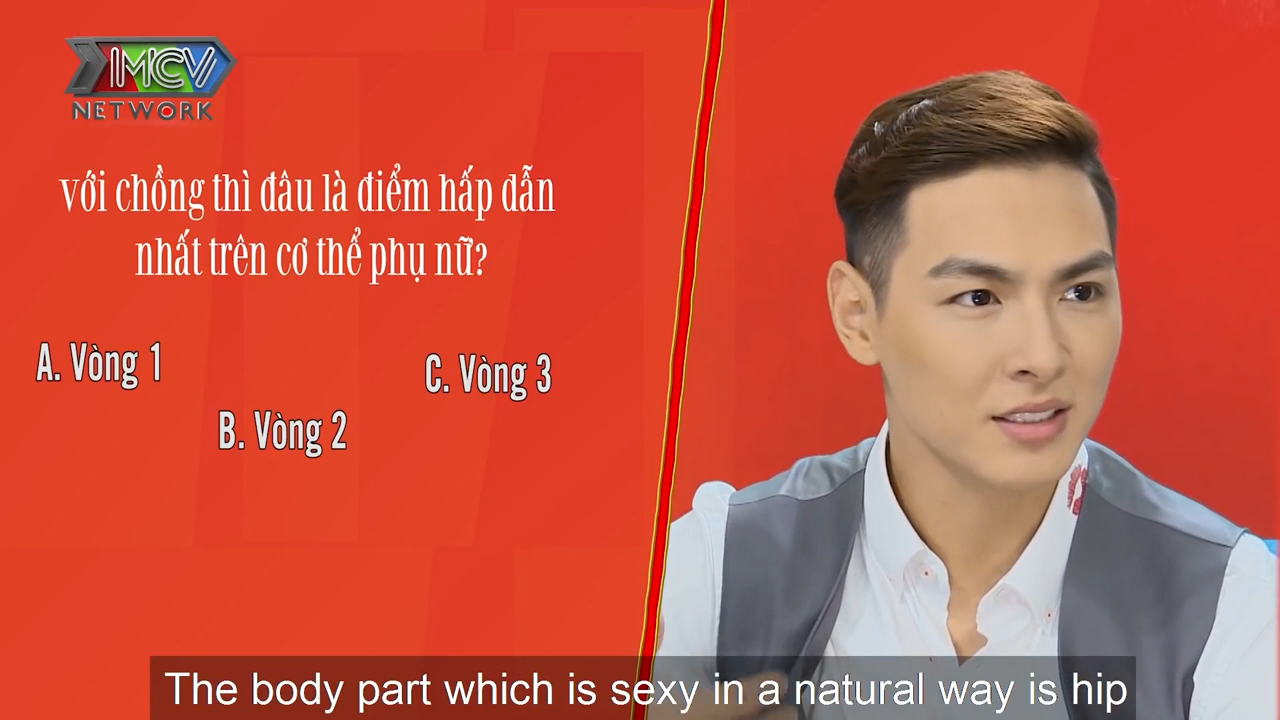 MCV
NETWORK
với chồng thì đâu là điểm hấp dẫn
nhất trên cơ thể phụ nữ?
A. Vòng 1
C. Vòng 3
B. Vòng 2
The body part which is sexy in a natural way is hip